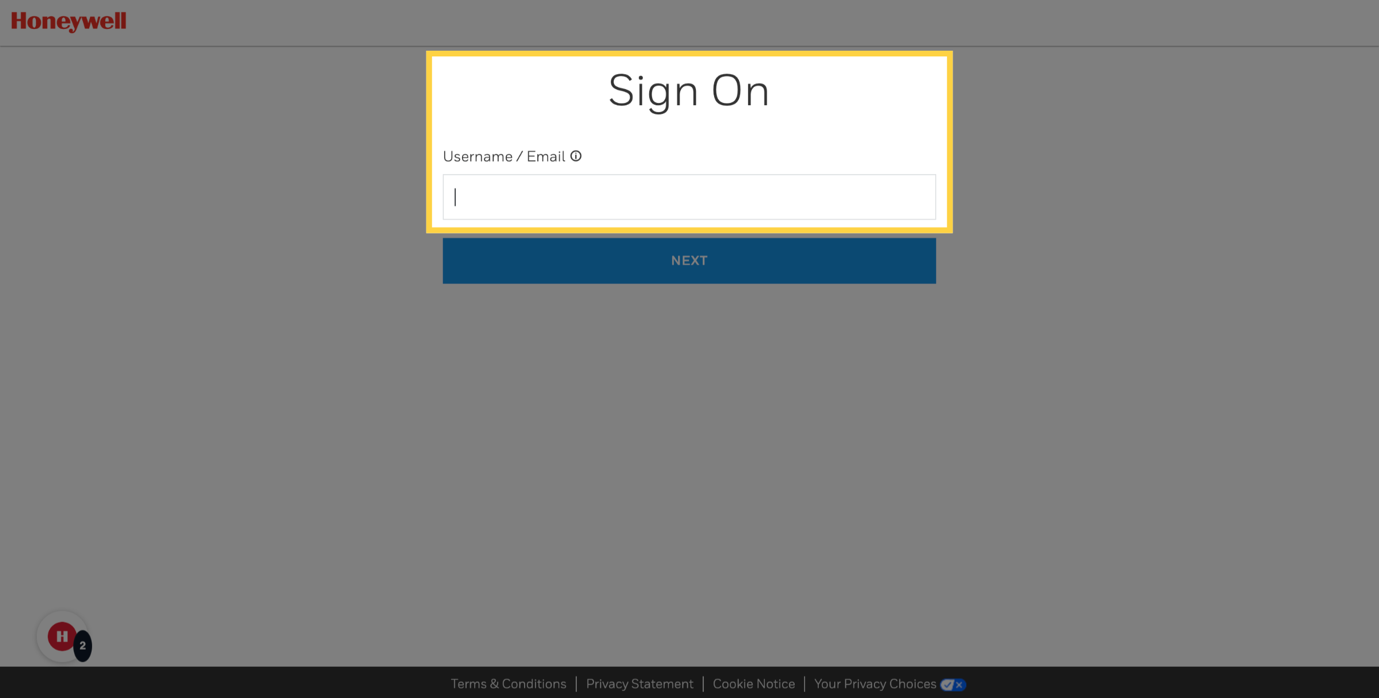 Honeywell
Sign On
Username / Email
NEXT
H
2
Terms & Conditions | Privacy Statement | Cookie Notice | Your Privacy Choices